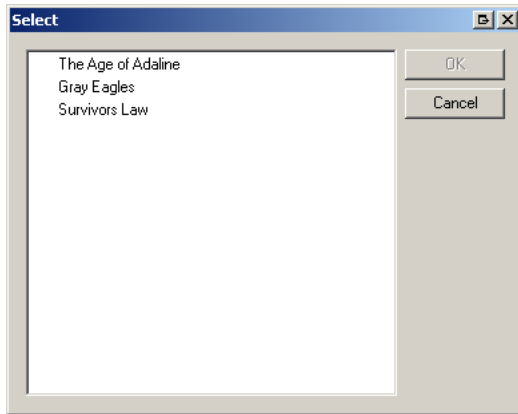 Select
The Age of Adaline
Gray Eagles
Survivors Law
OK
Cancel